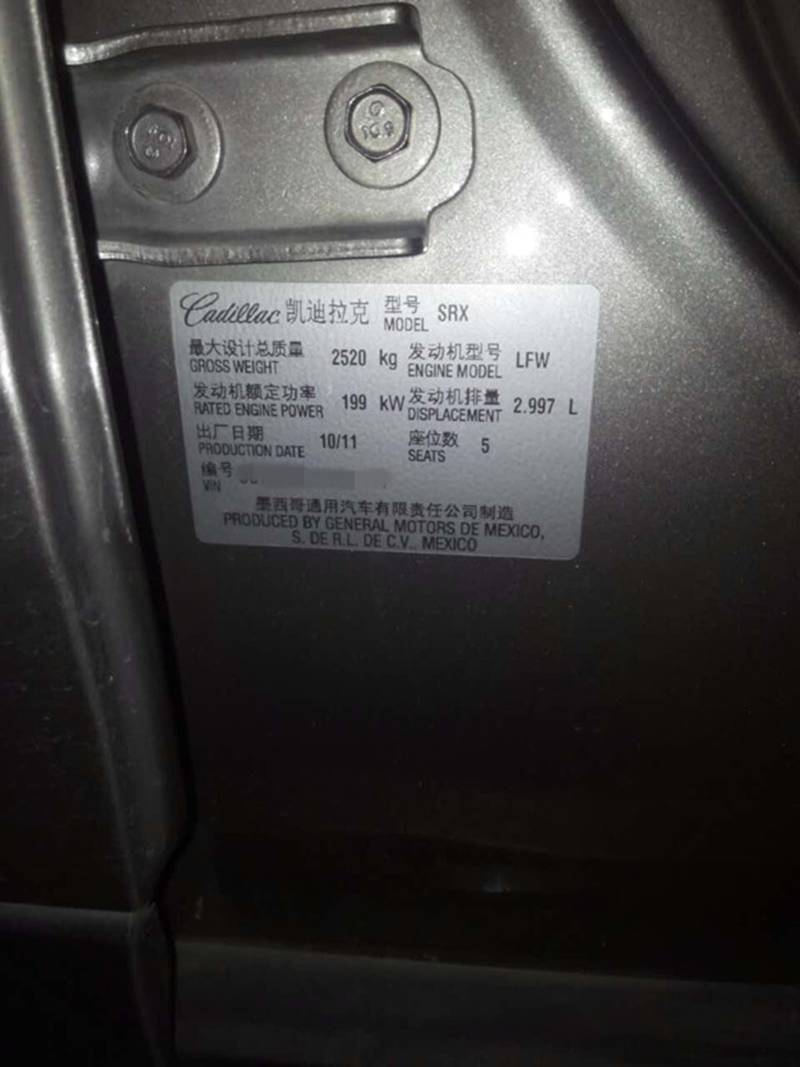 Cadillac 凯迪拉克 型号 MODEL SRX
最大设计总质量 GROSS WEIGHT 2520 kg 发动机型号 ENGINE MODEL LFW
发动机额定功率 RATED ENGINE POWER 199 kW 发动机排量 DISPLACEMENT 2.997 L
出厂日期 PRODUCTION DATE 10/11 座位数 SEATS 5
编号 VIN
墨西哥通用汽车有限责任公司制造
PRODUCED BY GENERAL MOTORS DE MEXICO,
S. DE R.L. DE C.V., MEXICO